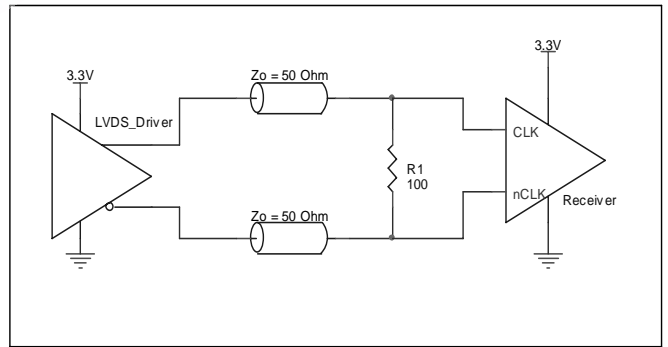 3.3V
3.3V
Zo = 50 Ohm
LVDS_Driver
CLK
R1
100
nCLK
Receiver
Zo = 50 Ohm